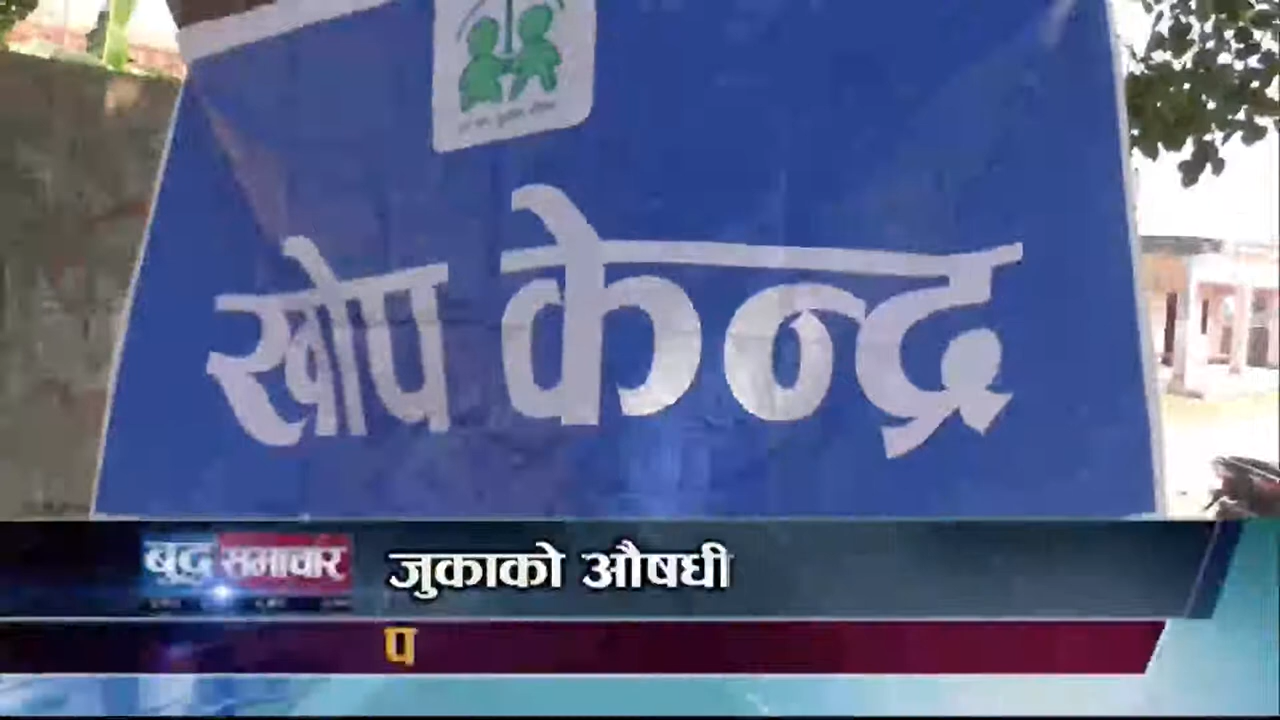 खोप केन्द्र
बुद्ध समाचार
जुकाको औषधी
प